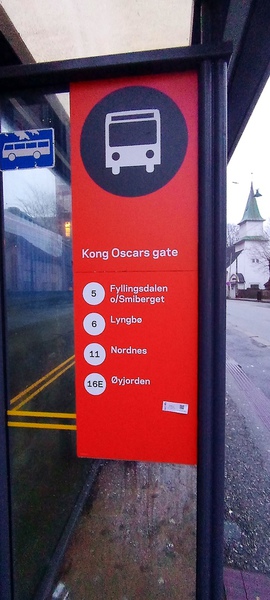 Kong Oscars gate
5 Fyllingsdalen
o/Smiberget
6 Lyngbø
11 Nordnes
16E Øyjorden